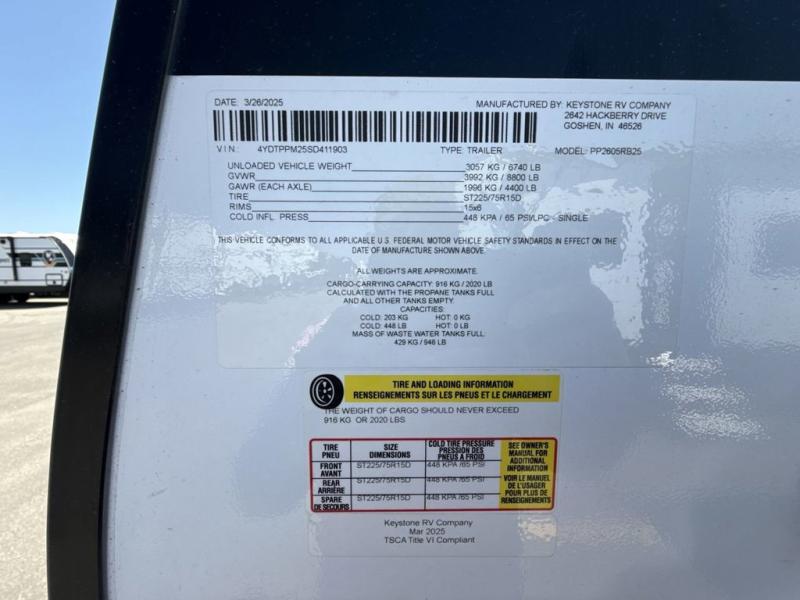 DATE: 3/26/2025
MANUFACTURED BY: KEYSTONE RV COMPANY
2642 HACKBERRY DRIVE
GOSHEN, IN 46526
V I N : 4YDTPPM25SD411903 TYPE: TRAILER MODEL: PP2605RB25
UNLOADED VEHICLE WEIGHT 3057 KG / 6740 LB
GVWR 3992 KG / 8800 LB
GAWR (EACH AXLE) 1996 KG / 4400 LB
TIRE ST225/75R15D
RIMS 15x6
COLD INFL. PRESS 448 KPA / 65 PSI/LPC - SINGLE
THIS VEHICLE CONFORMS TO ALL APPLICABLE U.S. FEDERAL MOTOR VEHICLE SAFETY STANDARDS IN EFFECT ON THE
DATE OF MANUFACTURE SHOWN ABOVE.
ALL WEIGHTS ARE APPROXIMATE.
CARGO-CARRYING CAPACITY: 916 KG / 2020 LB
CALCULATED WITH THE PROPANE TANKS FULL
AND ALL OTHER TANKS EMPTY.
CAPACITIES:
COLD: 203 KG HOT: 0 KG
COLD: 448 LB HOT: 0 LB
MASS OF WASTE WATER TANKS FULL:
429 KG / 946 LB
TIRE AND LOADING INFORMATION
RENSEIGNEMENTS SUR LES PNEUS ET LE CHARGEMENT
THE WEIGHT OF CARGO SHOULD NEVER EXCEED
916 KG OR 2020 LBS
TIRE
PNEU
SIZE
DIMENSIONS
COLD TIRE PRESSURE
PRESSION DES
PNEUS A FROID
SEE OWNER'S
MANUAL FOR
ADDITIONAL
INFORMATION
VOIR LE MANUEL
DE L'USAGER
POUR PLUS DE
RENSEIGNEMENTS
FRONT
AVANT
ST225/75R15D 448 KPA /65 PSI
REAR
ARRIÈRE
ST225/75R15D 448 KPA /65 PSI
SPARE
DE SECOURS
ST225/75R15D 448 KPA /65 PSI
Keystone RV Company
Mar 2025
TSCA Title VI Compliant